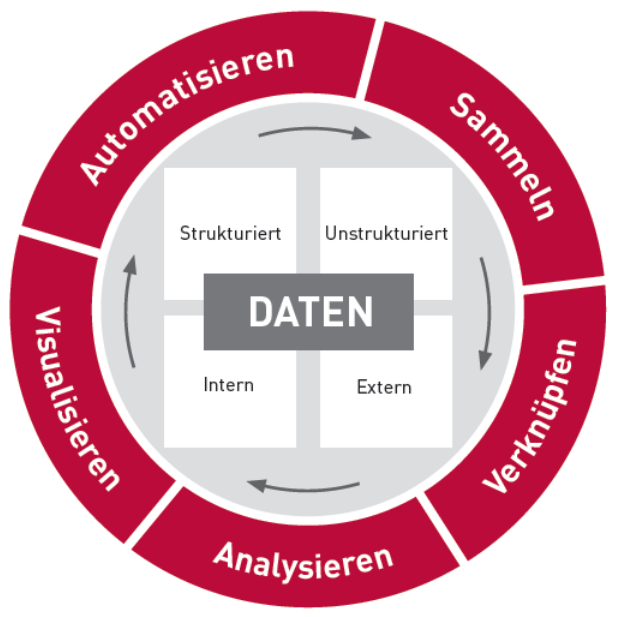 Automatisieren
Sammeln
Strukturiert
Unstrukturiert
DATEN
Intern
Extern
Visualisieren
Verknüpfen
Analysieren